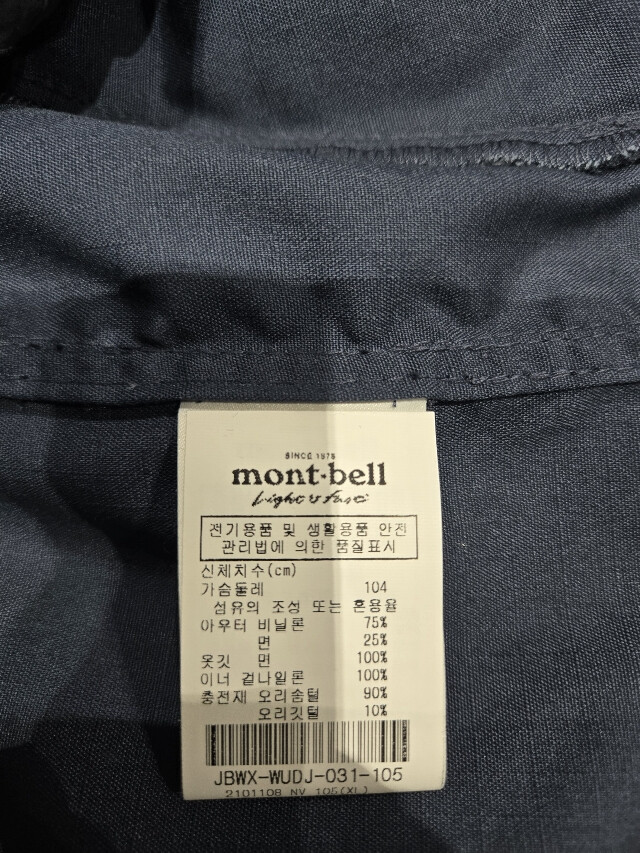 SINCE 1975
mont-bell
Light & Fast
전기용품 및 생활용품 안전
관리법에 의한 품질표시
신체치수(cm)
가슴둘레 104
섬유의 조성 또는 혼용율
아우터 비닐론 75%
면 25%
옷깃 면 100%
이너 겉나일론 100%
충전재 오리솜털 90%
오리깃털 10%
JBWX-WUDJ-031-105
2101108 NV 105(XL)